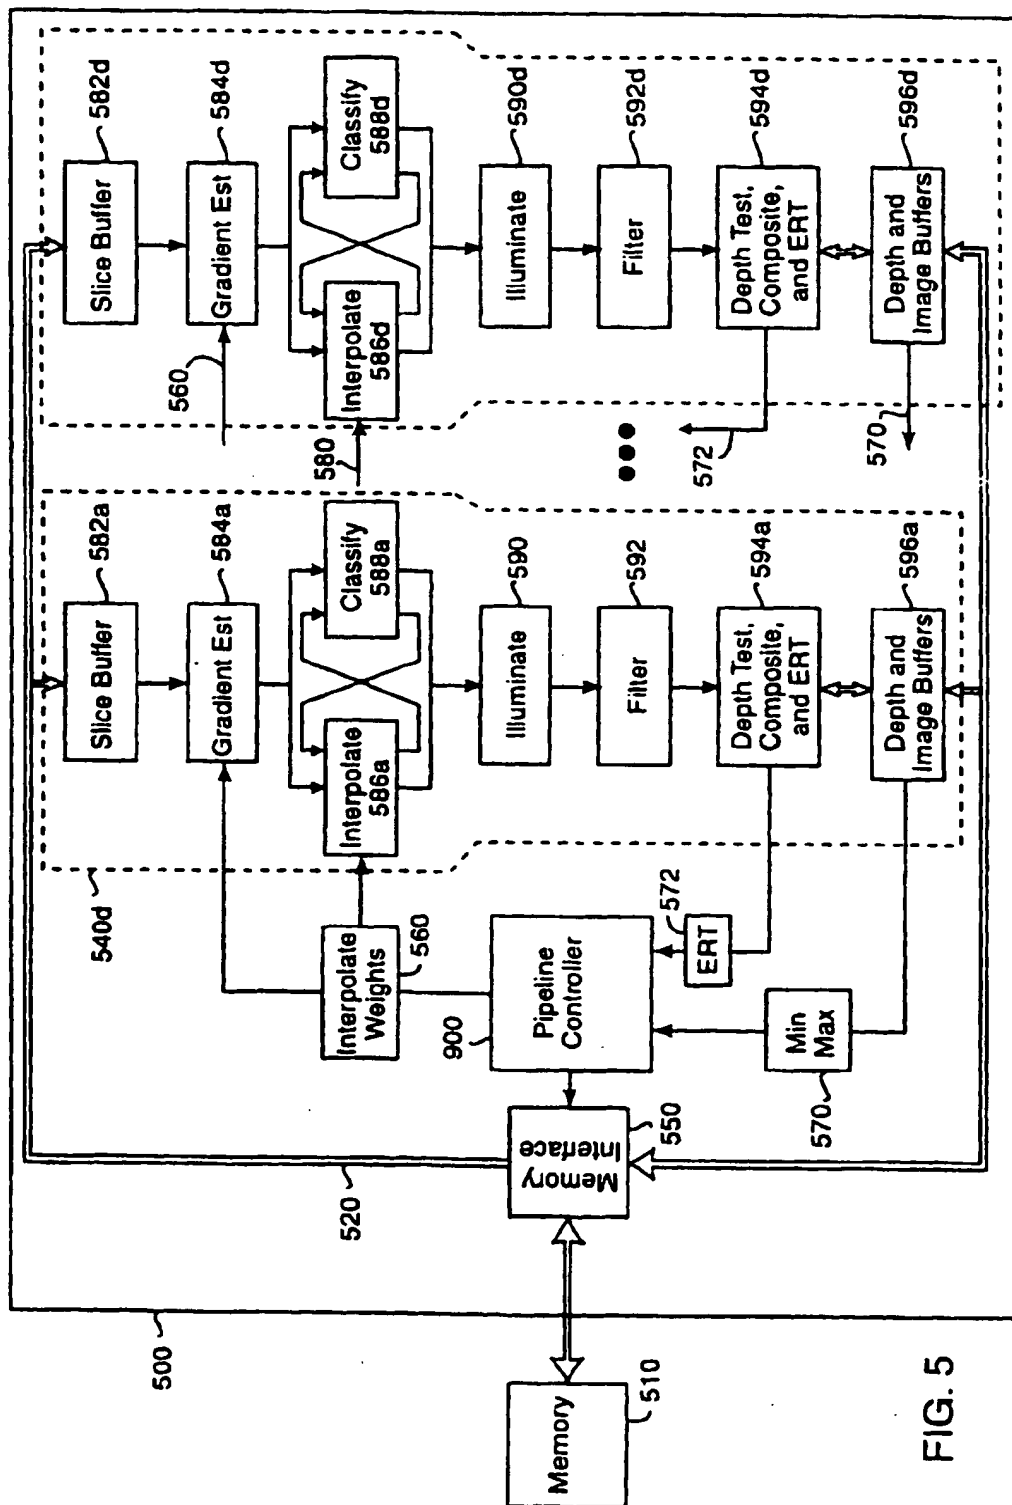 582d
Slice Buffer
584d
Gradient Est
560
Classify
588d
Interpolate
586d
580
590d
Illuminate
592d
Filter
594d
Depth Test,
Composite,
and ERT
572
596d
Depth and
Image Buffers
570
582a
Slice Buffer
584a
Gradient Est
Classify
588a
Interpolate
586a
590
Illuminate
592
Filter
594a
Depth Test,
Composite,
and ERT
596a
Depth and
Image Buffers
540d
Interpolate
Weights
560
Pipeline
Controller
900
572
ERT
Min
Max
570
550
Memory
Interface
520
500
Memory
510
FIG. 5